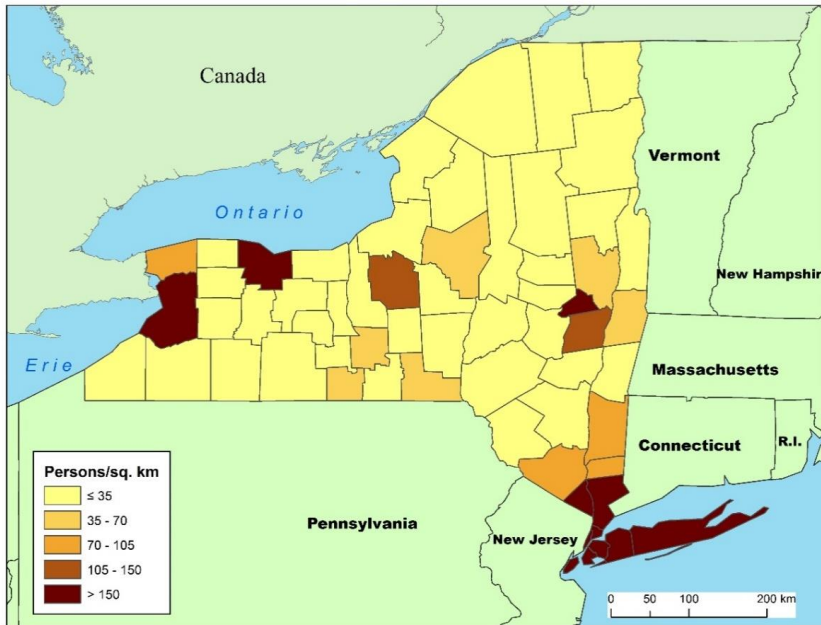 Canada
Vermont
Ontario
New Hampshire
Erie
Massachusetts
Connecticut
R.I.
Pennsylvania
New Jersey
Persons/sq. km
≤ 35
35 - 70
70 - 105
105 - 150
> 150
0 50 100 200 km